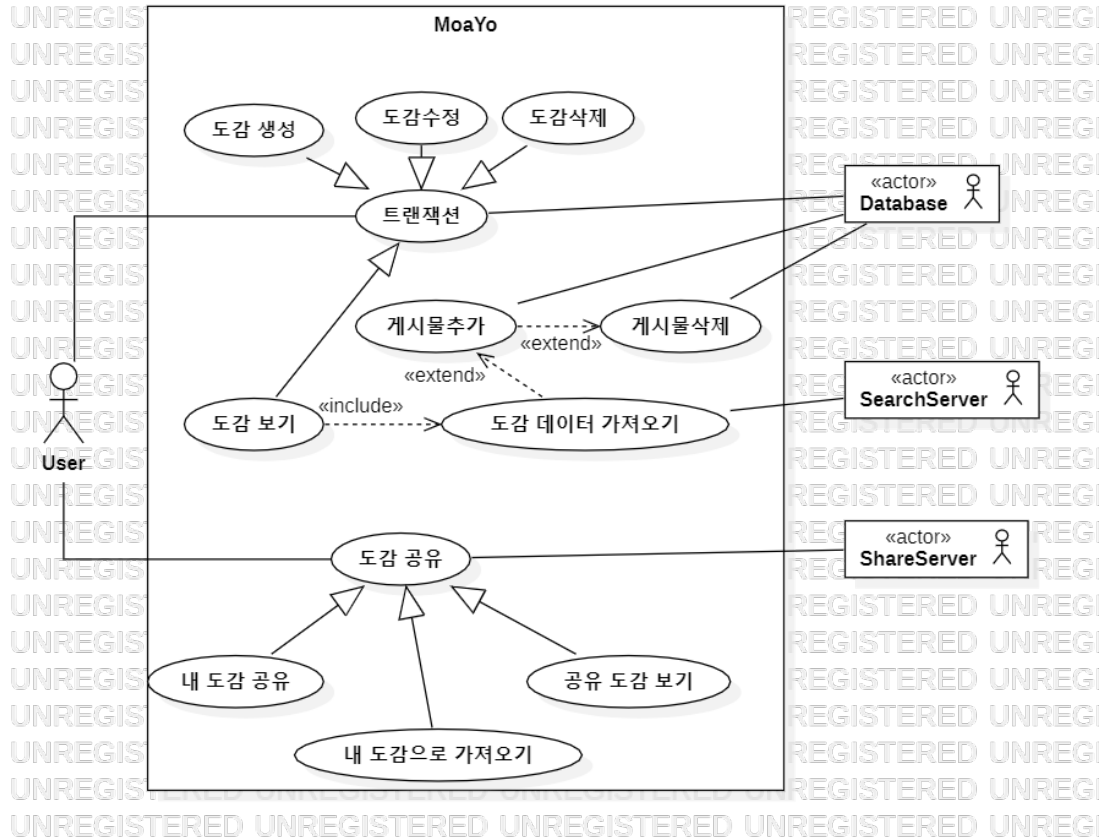 MoaYo
도감 생성
도감수정
도감삭제
트랜잭션
«actor»
Database
게시물추가
«extend»
게시물삭제
«extend»
«actor»
SearchServer
도감 보기
«include»
도감 데이터 가져오기
User
도감 공유
«actor»
ShareServer
내 도감 공유
공유 도감 보기
내 도감으로 가져오기
UNREGISTERED UNREGISTERED UNREGISTERED UNREGISTERED